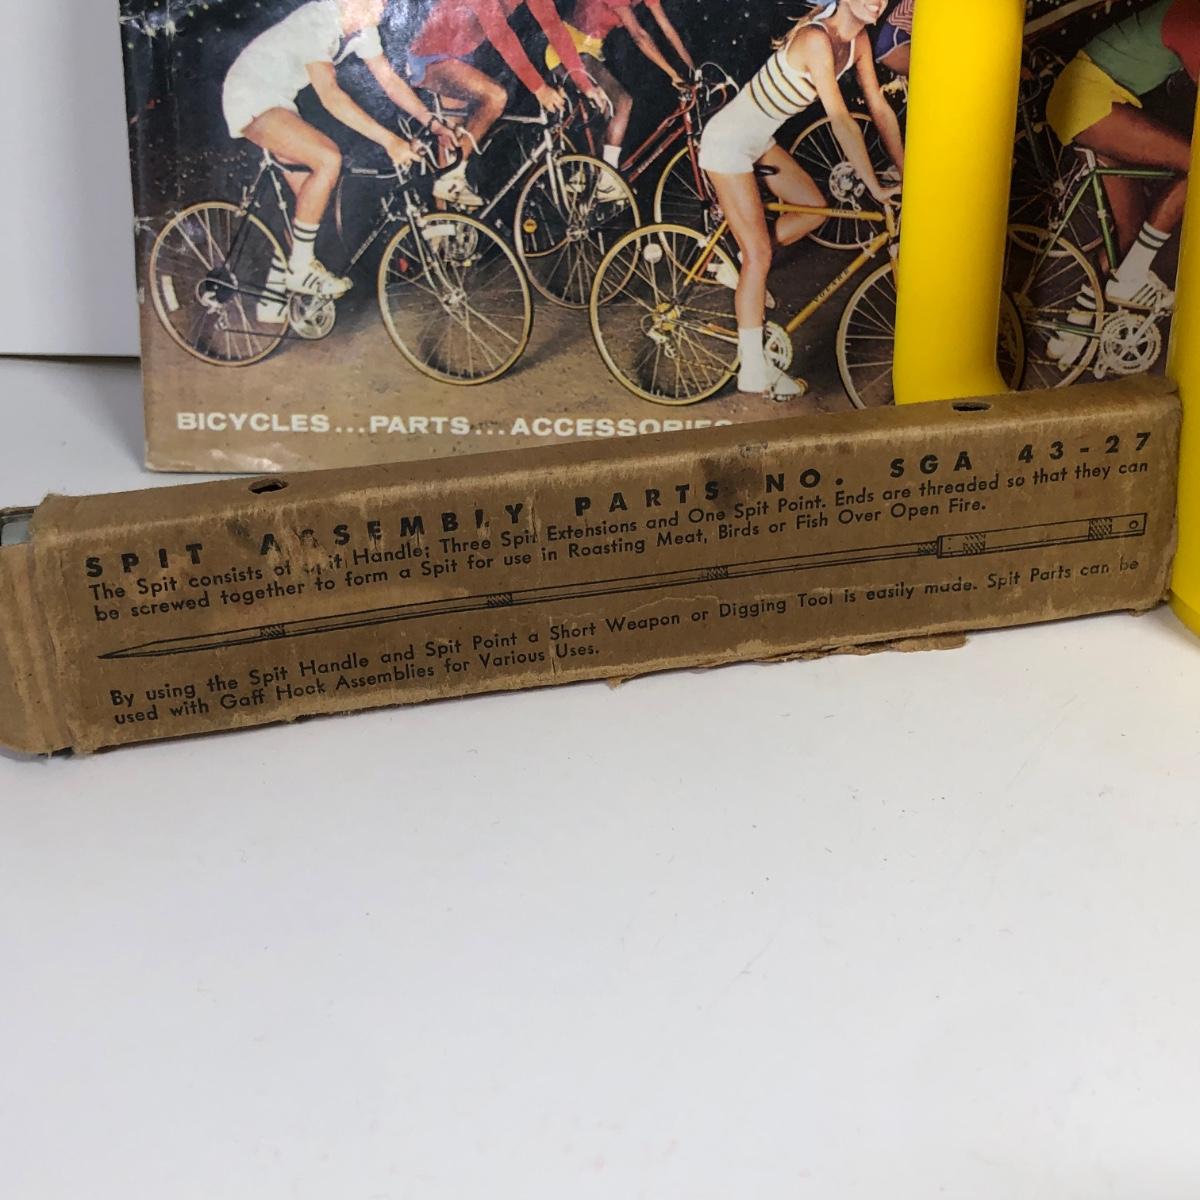 BICYCLES...PARTS...ACCESSORIES
SPIT ASSEMBLY PARTS NO. SGA 43-27
The Spit consists of Spit Handle; Three Spit Extensions and One Spit Point. Ends are threaded so that they can
be screwed together to form a Spit for use in Roasting Meat, Birds or Fish Over Open Fire.
By using the Spit Handle and Spit Point a Short Weapon or Digging Tool is easily made. Spit Parts can be
used with Gaff Hook Assemblies for Various Uses.